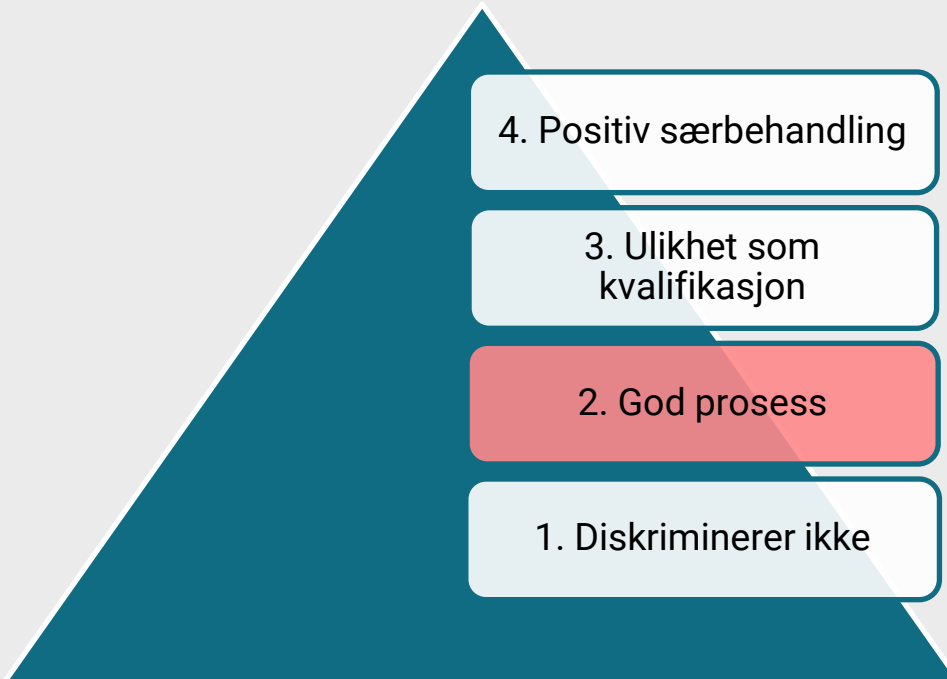 4. Positiv særbehandling
3. Ulikhet som
kvalifikasjon
2. God prosess
1. Diskriminerer ikke